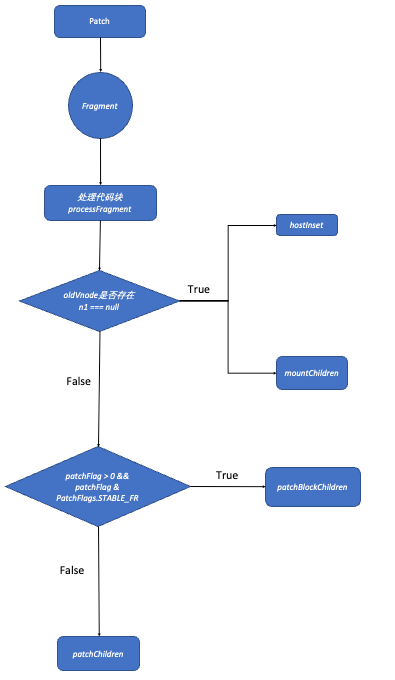 Patch
Fragment
处理代码块
processFragment
hostInset
oldVnode是否存在
n1 === null
True
mountChildren
False
patchFlag > 0 &&
patchFlag &
PatchFlags.STABLE_FR
True
patchBlockChildren
False
patchChildren